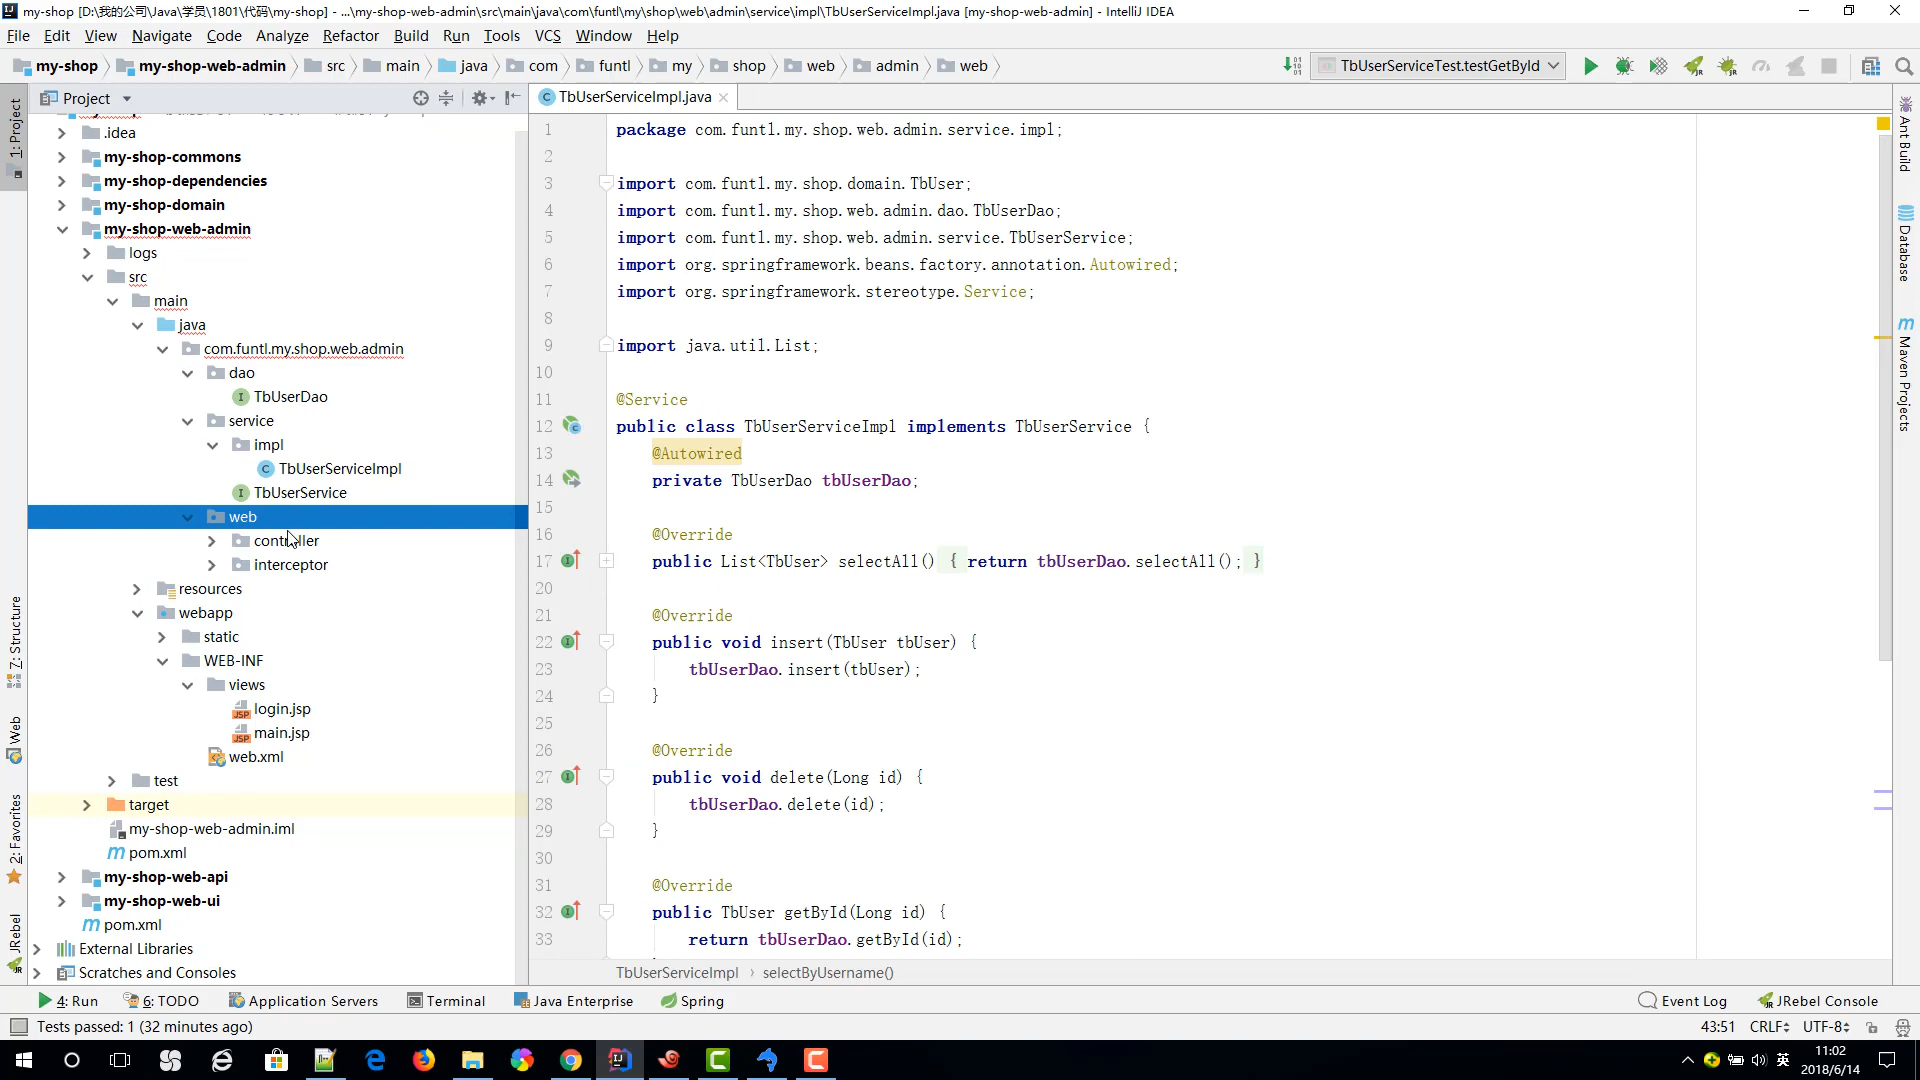 my-shop [D:\我的公司\Java\学员\1801\代码\my-shop] - ...\my-shop-web-admin\src\main\java\com\funtl\my\shop\web\admin\service\impl\TbUserServiceImpl.java [my-shop-web-admin] - IntelliJ IDEA
File Edit View Navigate Code Analyze Refactor Build Run Tools VCS Window Help
my-shop my-shop-web-admin src main java com funtl my shop web admin web TbUserServiceTest.testGetById
Project
TbUserServiceImpl.java
.idea
my-shop-commons
my-shop-dependencies
my-shop-domain
my-shop-web-admin
logs
src
main
java
com.funtl.my.shop.web.admin
dao
TbUserDao
service
impl
TbUserServiceImpl
TbUserService
web
controller
interceptor
resources
webapp
static
WEB-INF
views
login.jsp
main.jsp
web.xml
test
target
my-shop-web-admin.iml
pom.xml
my-shop-web-api
my-shop-web-ui
pom.xml
External Libraries
Scratches and Consoles
1: Project
7: Structure
Web
2: Favorites
JRebel
1 package com.funtl.my.shop.web.admin.service.impl;
2
3 import com.funtl.my.shop.domain.TbUser;
4 import com.funtl.my.shop.web.admin.dao.TbUserDao;
5 import com.funtl.my.shop.web.admin.service.TbUserService;
6 import org.springframework.beans.factory.annotation.Autowired;
7 import org.springframework.stereotype.Service;
8
9 import java.util.List;
10
11 @Service
12 public class TbUserServiceImpl implements TbUserService {
13 @Autowired
14 private TbUserDao tbUserDao;
15
16 @Override
17 public List<TbUser> selectAll() { return tbUserDao.selectAll(); }
20
21 @Override
22 public void insert(TbUser tbUser) {
23 tbUserDao.insert(tbUser);
24 }
25
26 @Override
27 public void delete(Long id) {
28 tbUserDao.delete(id);
29 }
30
31 @Override
32 public TbUser getById(Long id) {
33 return tbUserDao.getById(id);
TbUserServiceImpl › selectByUsername()
Ant Build
Database
Maven Projects
4: Run 6: TODO Application Servers Terminal Java Enterprise Spring Event Log JRebel Console
Tests passed: 1 (32 minutes ago) 43:51 CRLF UTF-8
英
11:02
2018/6/14